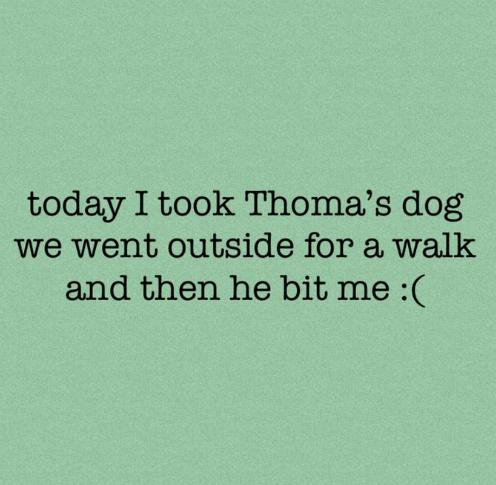 today I took Thoma’s dog
we went outside for a walk
and then he bit me :(